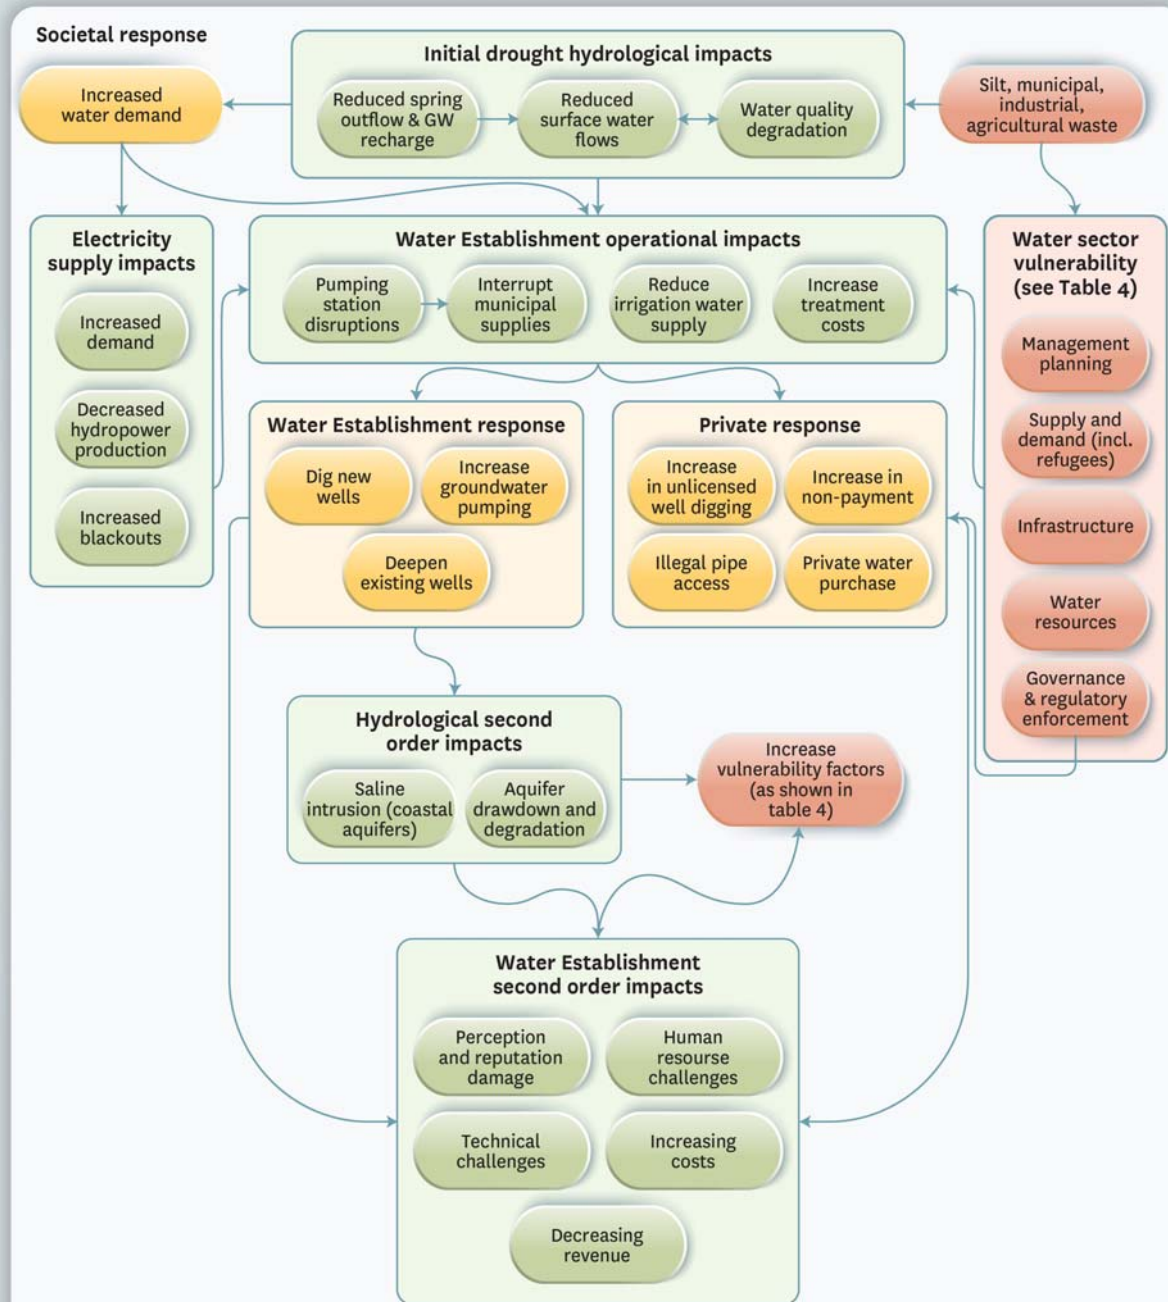 Societal response
Increased
water demand
Initial drought hydrological impacts
Reduced spring
outflow & GW
recharge
Reduced
surface water
flows
Water quality
degradation
Silt, municipal,
industrial,
agricultural waste
Electricity
supply impacts
Increased
demand
Decreased
hydropower
production
Increased
blackouts
Water Establishment operational impacts
Pumping
station
disruptions
Interrupt
municipal
supplies
Reduce
irrigation water
supply
Increase
treatment
costs
Water sector
vulnerability
(see Table 4)
Management
planning
Supply and
demand (incl.
refugees)
Infrastructure
Water
resources
Governance
& regulatory
enforcement
Water Establishment response
Dig new
wells
Increase
groundwater
pumping
Deepen
existing wells
Private response
Increase
in unlicensed
well digging
Increase in
non-payment
Illegal pipe
access
Private water
purchase
Hydrological second
order impacts
Saline
intrusion (coastal
aquifers)
Aquifer
drawdown and
degradation
Increase
vulnerability factors
(as shown in
table 4)
Water Establishment
second order impacts
Perception
and reputation
damage
Human
resourse
challenges
Technical
challenges
Increasing
costs
Decreasing
revenue